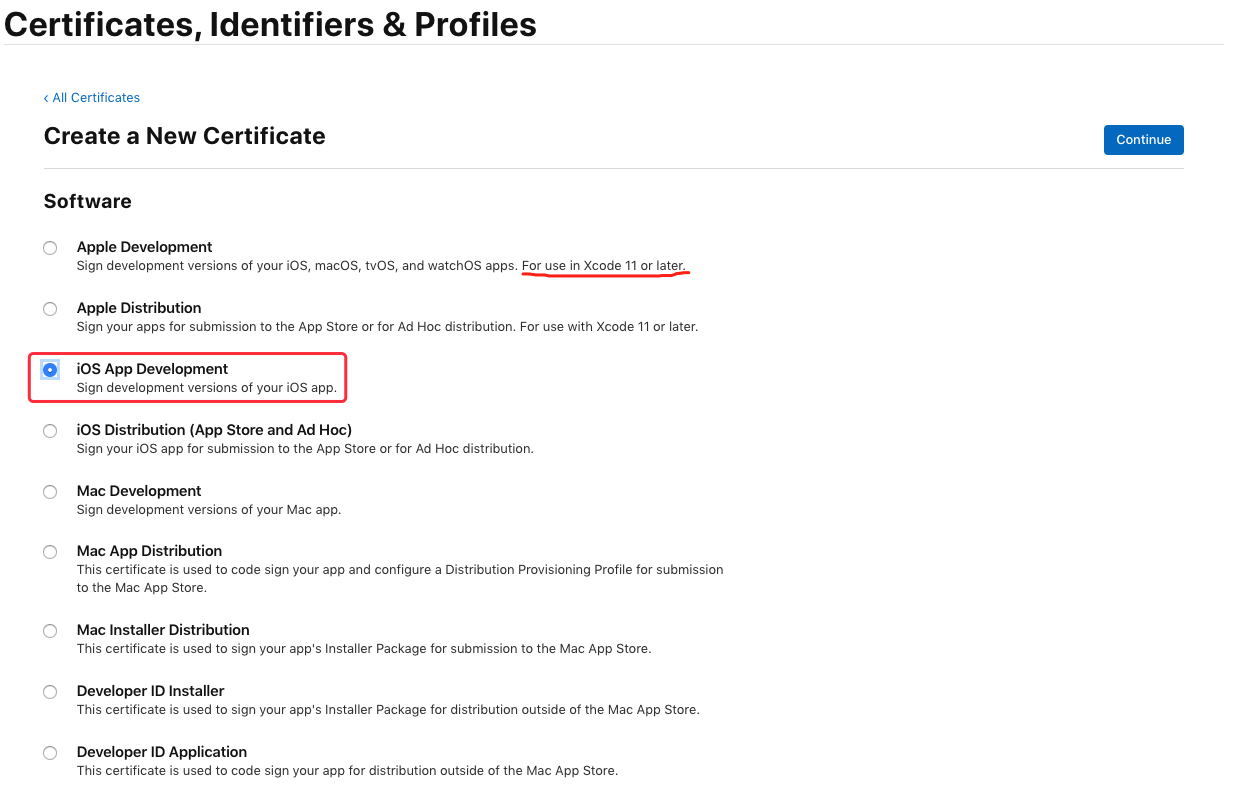 Certificates, Identifiers & Profiles
‹ All Certificates
Create a New Certificate
Continue
Software
Apple Development
Sign development versions of your iOS, macOS, tvOS, and watchOS apps. For use in Xcode 11 or later.
Apple Distribution
Sign your apps for submission to the App Store or for Ad Hoc distribution. For use with Xcode 11 or later.
iOS App Development
Sign development versions of your iOS app.
iOS Distribution (App Store and Ad Hoc)
Sign your iOS app for submission to the App Store or for Ad Hoc distribution.
Mac Development
Sign development versions of your Mac app.
Mac App Distribution
This certificate is used to code sign your app and configure a Distribution Provisioning Profile for submission
to the Mac App Store.
Mac Installer Distribution
This certificate is used to sign your app's Installer Package for submission to the Mac App Store.
Developer ID Installer
This certificate is used to sign your app's Installer Package for distribution outside of the Mac App Store.
Developer ID Application
This certificate is used to code sign your app for distribution outside of the Mac App Store.